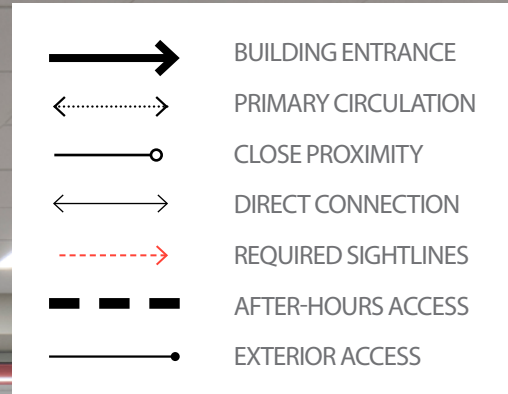 BUILDING ENTRANCE
PRIMARY CIRCULATION
CLOSE PROXIMITY
DIRECT CONNECTION
REQUIRED SIGHTLINES
AFTER-HOURS ACCESS
EXTERIOR ACCESS